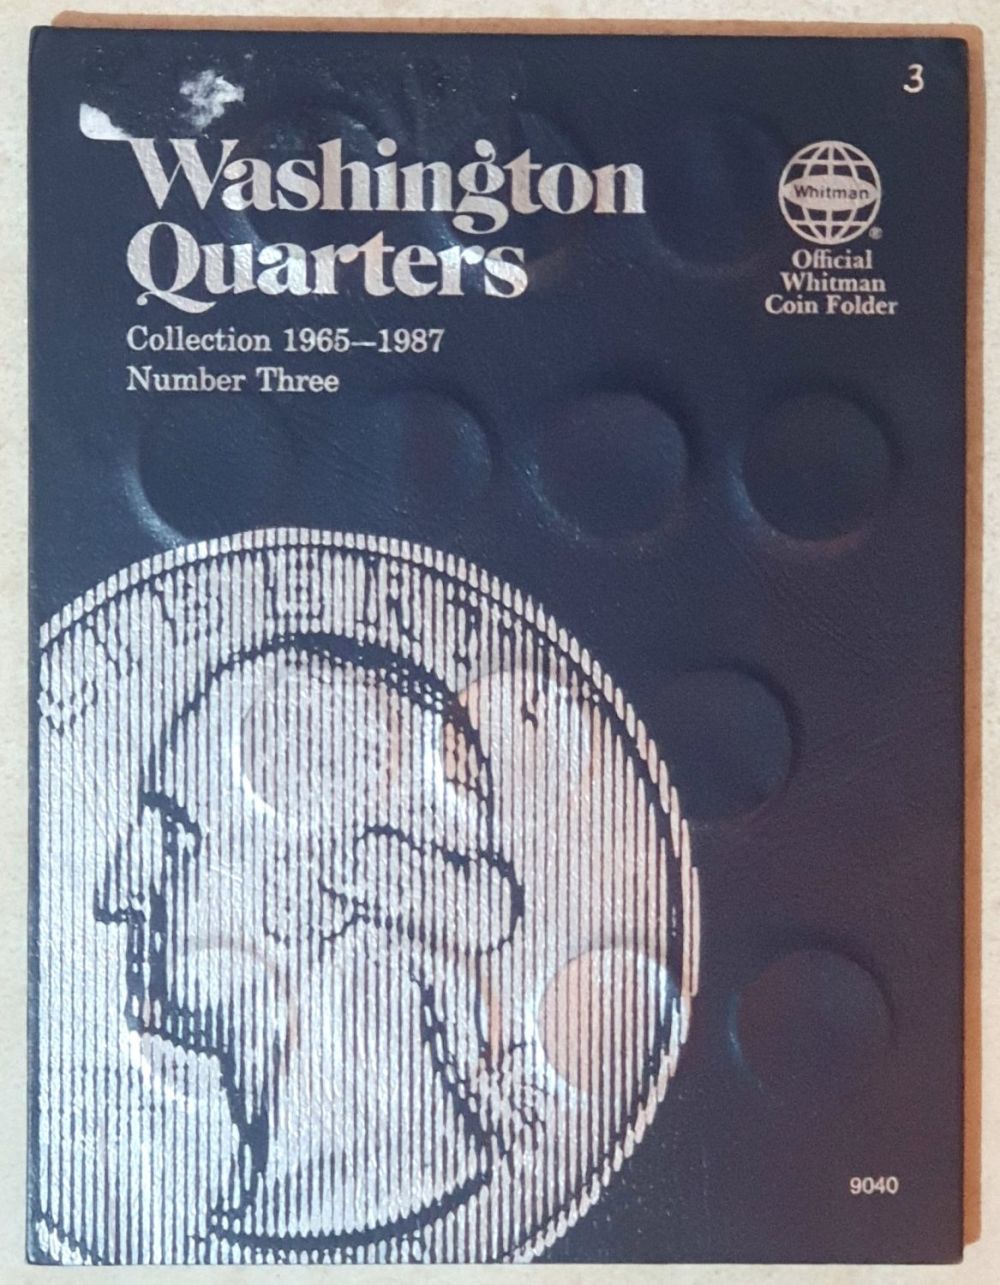 3
Washington
Quarters
Collection 1965—1987
Number Three
Whitman
®
Official
Whitman
Coin Folder
9040